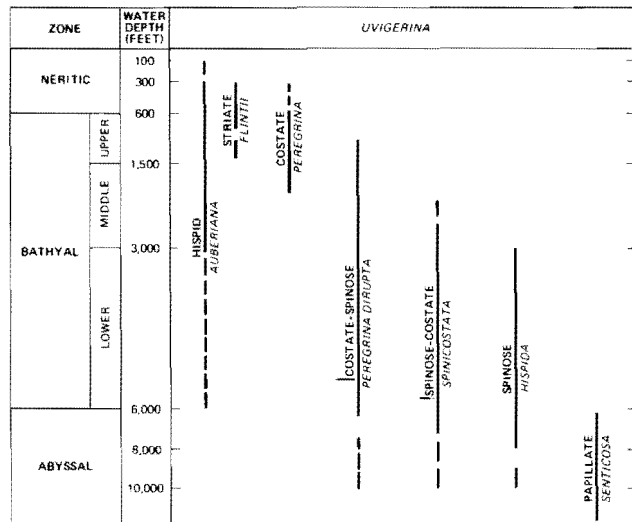 ZONE
WATER
DEPTH
(FEET)
UVIGERINA
NERITIC
BATHYAL
UPPER
MIDDLE
LOWER
ABYSSAL
100
300
600
1,500
3,000
6,000
8,000
10,000
HISPID
AUBERIANA
STRIATE
FLINTII
COSTATE
PEREGRINA
COSTATE-SPINOSE
PEREGRINA DIRUPTA
SPINOSE-COSTATE
SPINICOSTATA
SPINOSE
HISPIDA
PAPILLATE
SENTICOSA